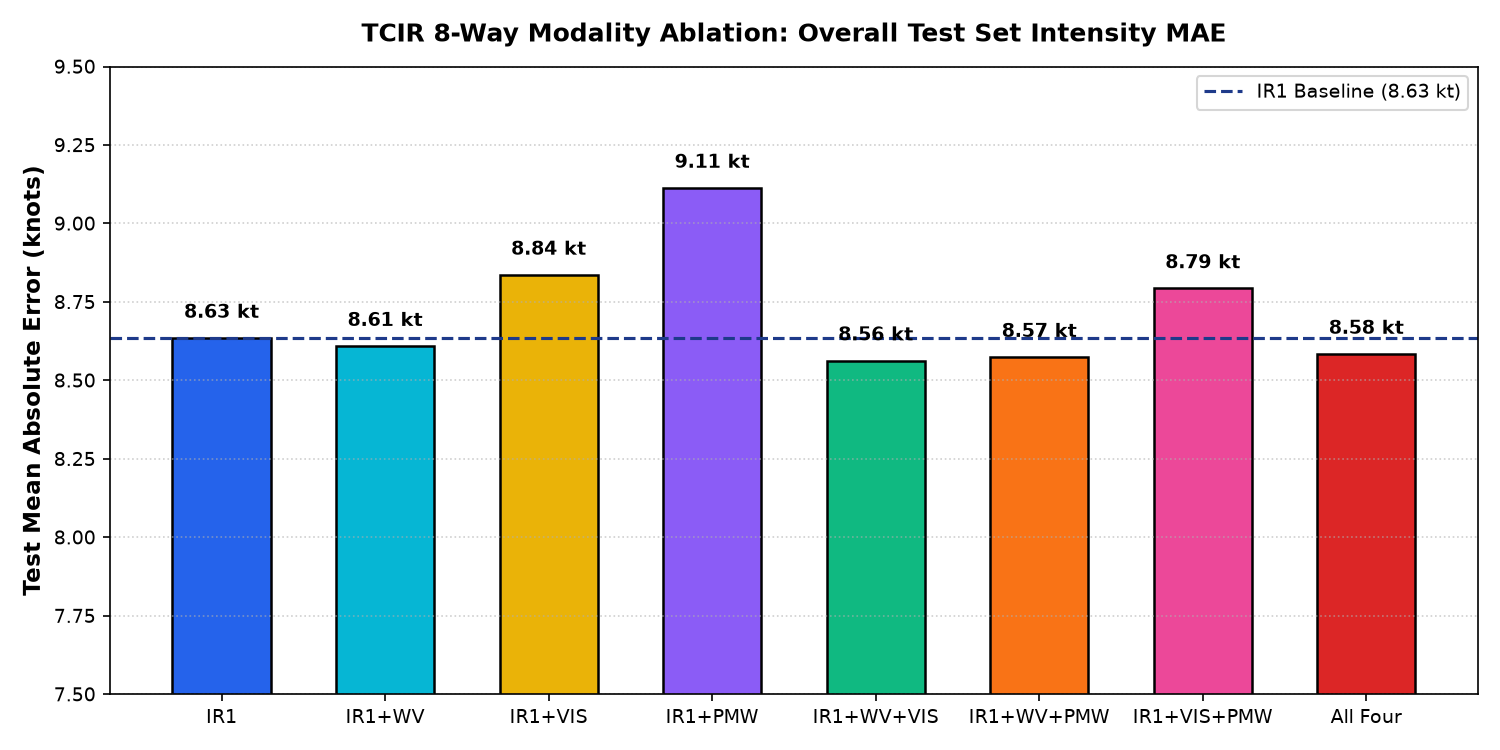 TCIR 8-Way Modality Ablation: Overall Test Set Intensity MAE
Test Mean Absolute Error (knots)
9.50
9.25
9.00
8.75
8.50
8.25
8.00
7.75
7.50
IR1 Baseline (8.63 kt)
8.63 kt
8.61 kt
8.84 kt
9.11 kt
8.56 kt
8.57 kt
8.79 kt
8.58 kt
IR1
IR1+WV
IR1+VIS
IR1+PMW
IR1+WV+VIS
IR1+WV+PMW
IR1+VIS+PMW
All Four